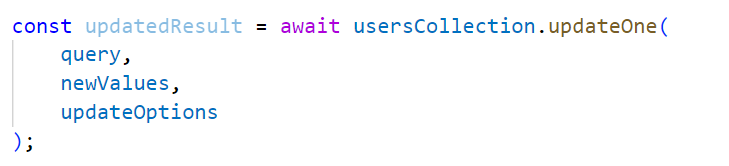 const updatedResult = await usersCollection.updateOne(
    query,
    newValues,
    updateOptions
);